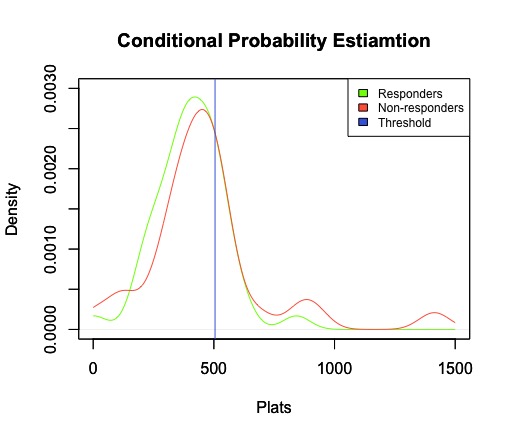 Conditional Probability Estiamtion
Responders
Non-responders
Threshold
0.0030
0.0020
0.0010
0.0000
Density
0 500 1000 1500
Plats